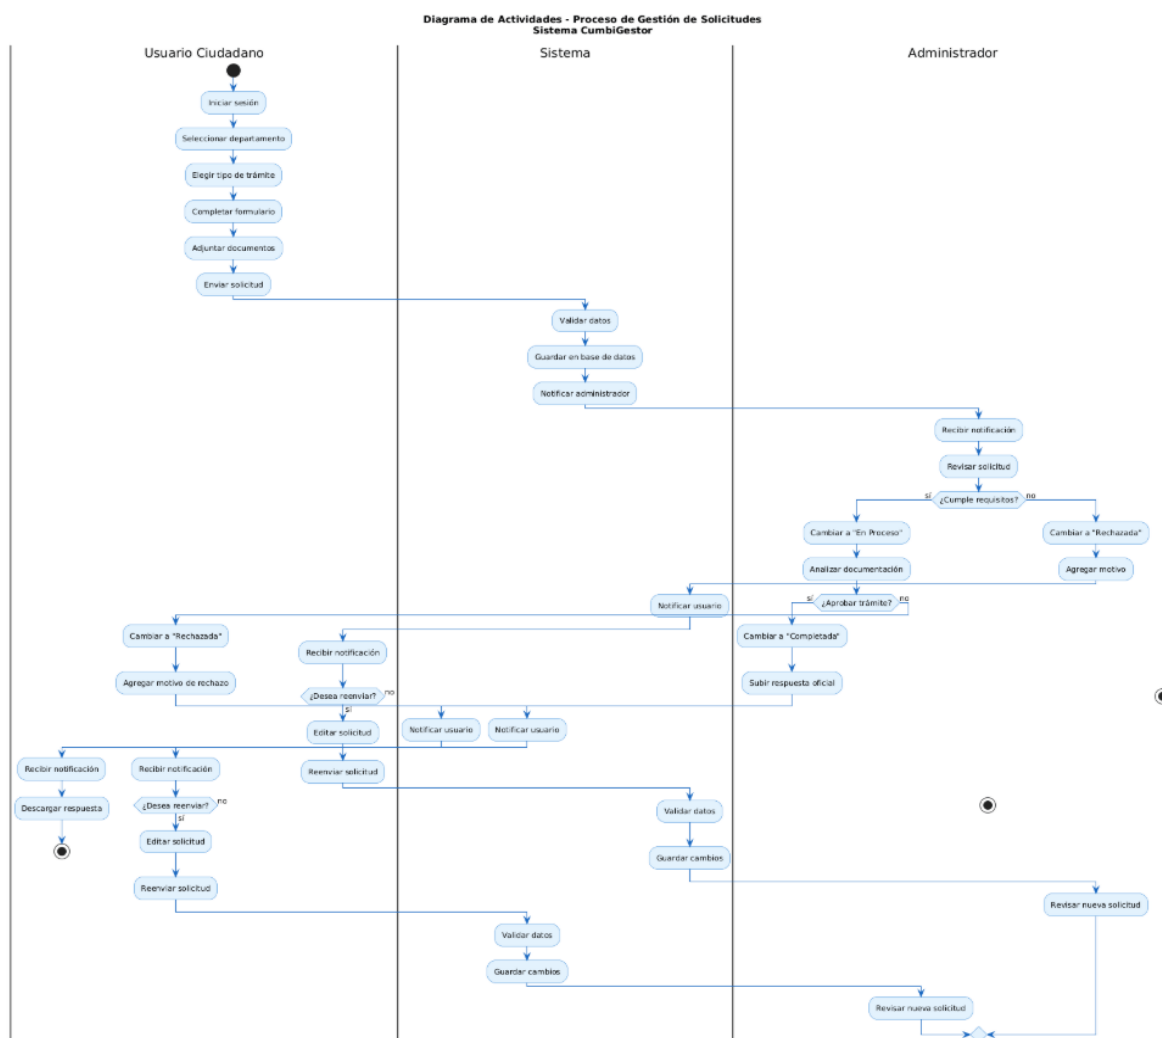 Diagrama de Actividades - Proceso de Gestión de Solicitudes
Sistema CumbiGestor
Usuario Ciudadano
Sistema
Administrador
Iniciar sesión
Seleccionar departamento
Elegir tipo de trámite
Completar formulario
Adjuntar documentos
Enviar solicitud
Validar datos
Guardar en base de datos
Notificar administrador
Recibir notificación
Revisar solicitud
sí
¿Cumple requisitos?
no
Cambiar a "En Proceso"
Cambiar a "Rechazada"
Analizar documentación
Agregar motivo
Notificar usuario
sí
¿Aprobar trámite?
no
Cambiar a "Rechazada"
Cambiar a "Completada"
Recibir notificación
Agregar motivo de rechazo
Subir respuesta oficial
¿Desea reenviar?
no
sí
Editar solicitud
Notificar usuario
Notificar usuario
Recibir notificación
Recibir notificación
Reenviar solicitud
Descargar respuesta
¿Desea reenviar?
no
sí
Validar datos
Editar solicitud
Guardar cambios
Reenviar solicitud
Revisar nueva solicitud
Validar datos
Guardar cambios
Revisar nueva solicitud